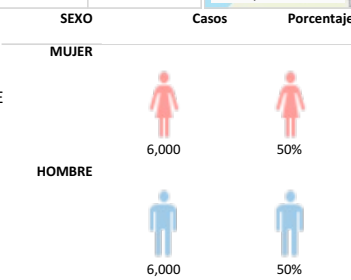 SEXO Casos Porcentaje
MUJER
E
6,000 50%
HOMBRE
6,000 50%